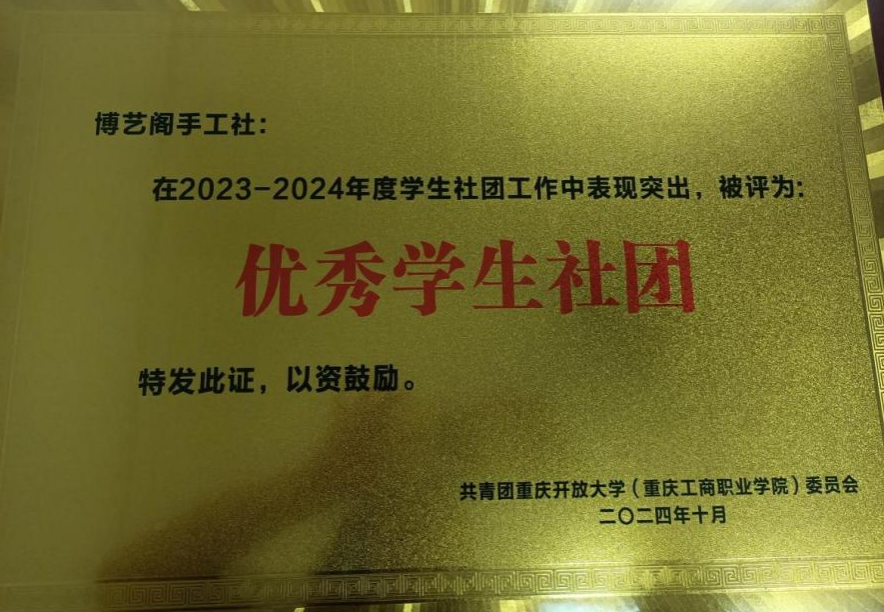 博艺阁手工社：
在2023-2024年度学生社团工作中表现突出，被评为：
优秀学生社团
特发此证，以资鼓励。
共青团重庆开放大学（重庆工商职业学院）委员会
二〇二四年十月